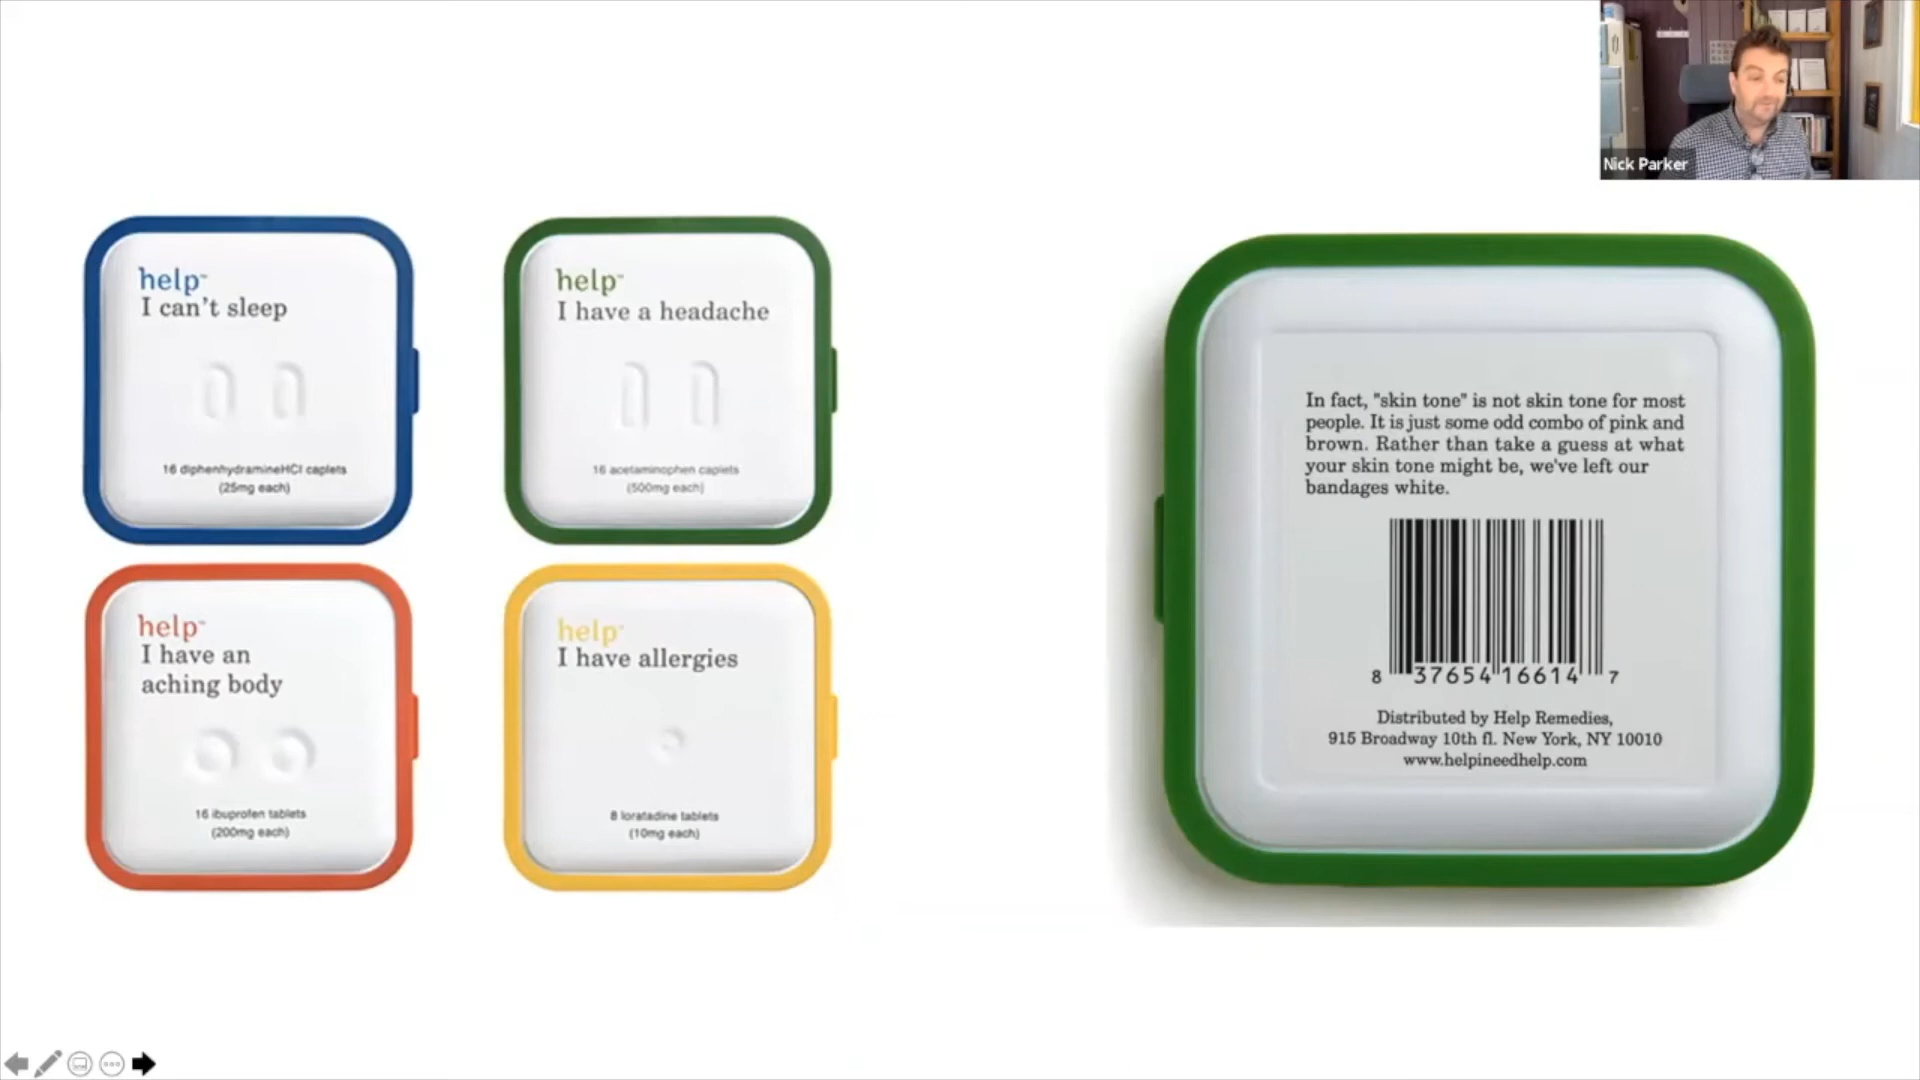 Nick Parker
help™
I can't sleep
16 diphenhydramineHCl caplets
(25mg each)
help™
I have a headache
16 acetaminophen caplets
(500mg each)
help™
I have an
aching body
16 ibuprofen tablets
(200mg each)
help™
I have allergies
8 loratadine tablets
(10mg each)
In fact, "skin tone" is not skin tone for most
people. It is just some odd combo of pink and
brown. Rather than take a guess at what
your skin tone might be, we've left our
bandages white.
8 37654 16614 7
Distributed by Help Remedies,
915 Broadway 10th fl. New York, NY 10010
www.helpineedhelp.com